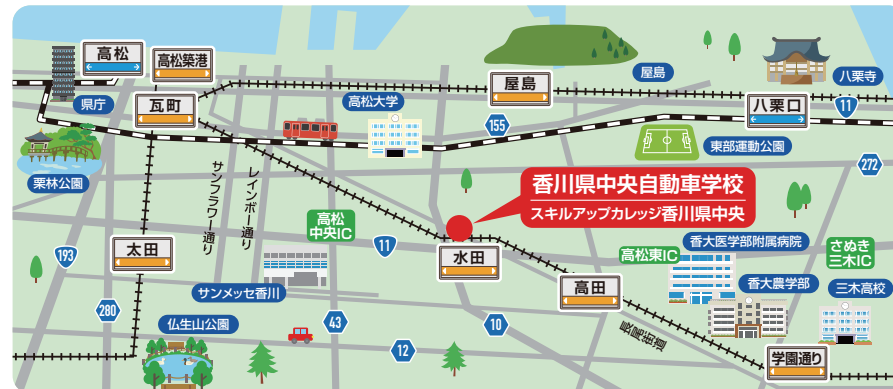 高松
高松築港
県庁
瓦町
高松大学
屋島
屋島
八栗寺
八栗口
11
155
東部運動公園
272
栗林公園
サンフラワー通り
レインボー通り
香川県中央自動車学校
スキルアップカレッジ香川県中央
高松
中央IC
11
193
太田
水田
高松東IC
香大医学部附属病院
さぬき
三木IC
サンメッセ香川
高田
香大農学部
三木高校
280
仏生山公園
43
12
10
長尾街道
学園通り